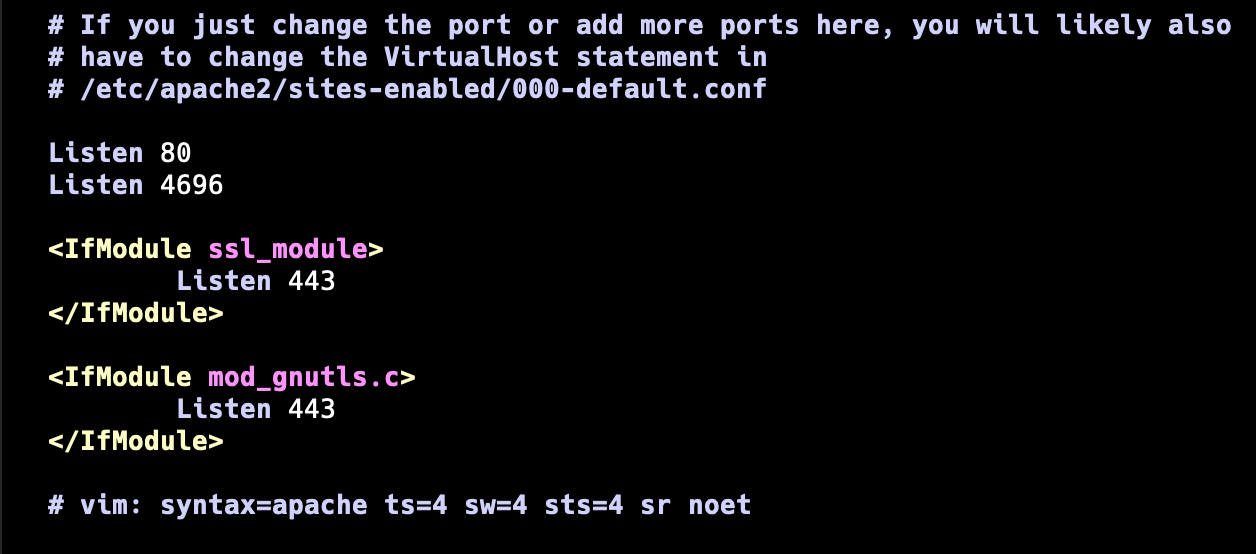 # If you just change the port or add more ports here, you will likely also
# have to change the VirtualHost statement in
# /etc/apache2/sites-enabled/000-default.conf
Listen 80
Listen 4696
<IfModule ssl_module>
Listen 443
</IfModule>
<IfModule mod_gnutls.c>
Listen 443
</IfModule>
# vim: syntax=apache ts=4 sw=4 sts=4 sr noet